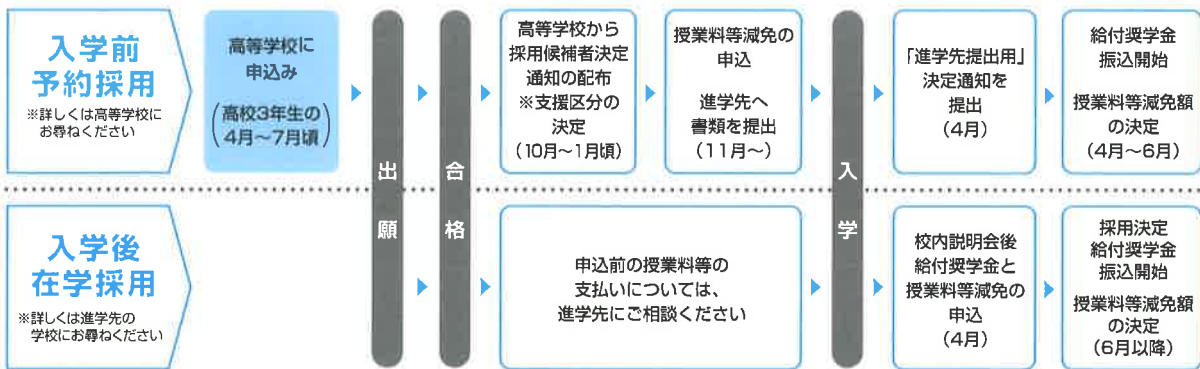 入学前
予約採用
※詳しくは高等学校に
お尋ねください
高等学校に
申込み
(高校3年生の
4月～7月頃)
出願
合格
高等学校から
採用候補者決定
通知の配布
※支援区分の
決定
(10月～1月頃)
授業料等減免の
申込
進学先へ
書類を提出
(11月～)
入学
「進学先提出用」
決定通知を
提出
(4月)
給付奨学金
振込開始
授業料等減免額
の決定
(4月～6月)
入学後
在学採用
※詳しくは進学先の
学校にお尋ねください
申込前の授業料等の
支払いについては、
進学先にご相談ください
校内説明会後
給付奨学金と
授業料等減免の
申込
(4月)
採用決定
給付奨学金
振込開始
授業料等減免額
の決定
(6月以降)